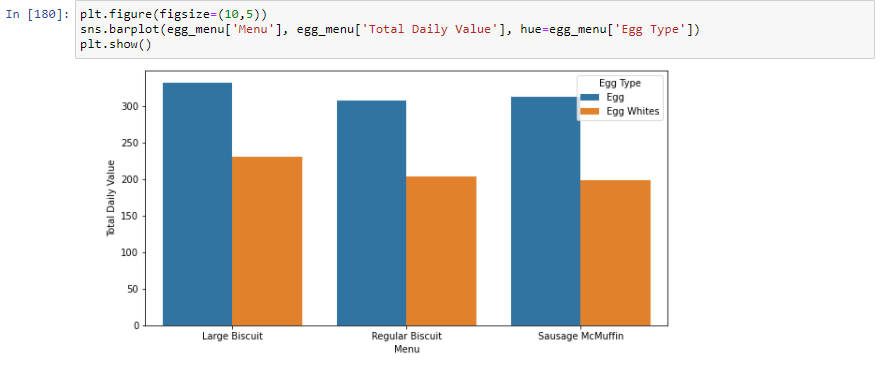 In [180]: plt.figure(figsize=(10,5))
sns.barplot(egg_menu['Menu'], egg_menu['Total Daily Value'], hue=egg_menu['Egg Type'])
plt.show()
Egg Type
Egg
Egg Whites
300
250
200
150
100
50
0
Total Daily Value
Large Biscuit Regular Biscuit Sausage McMuffin
Menu